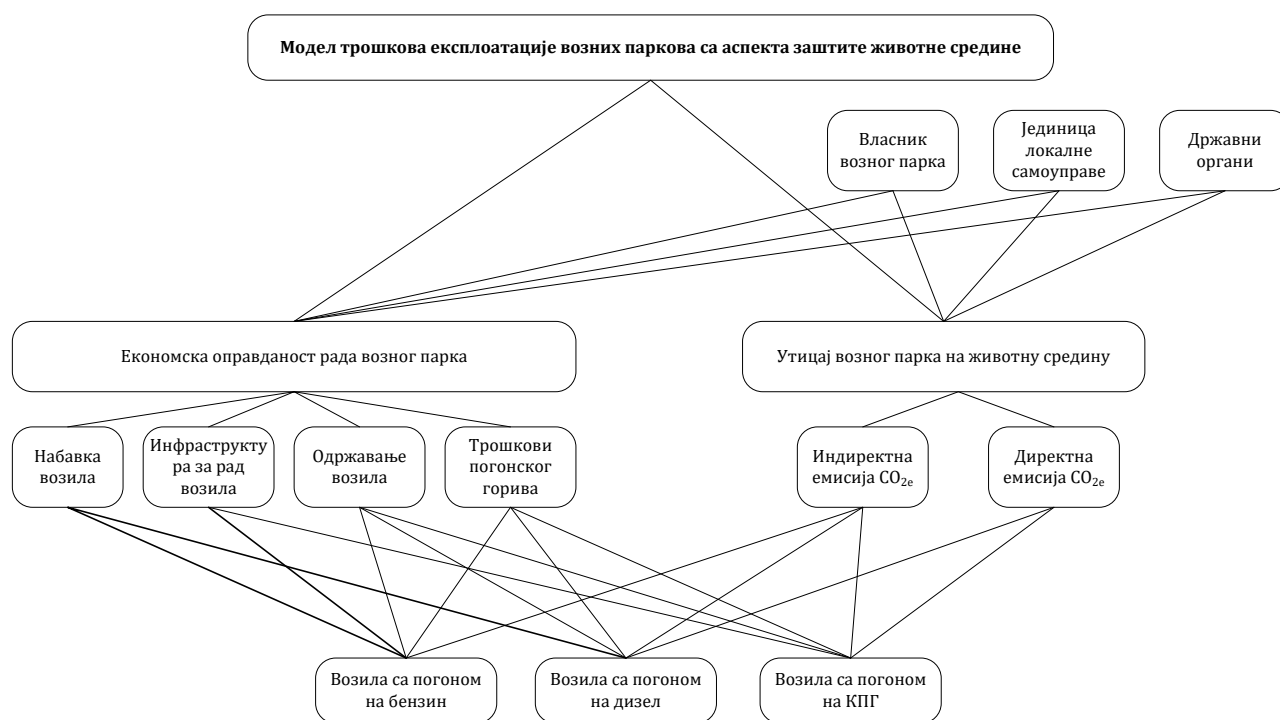 Модел трошкова експлоатације возних паркова са аспекта заштите животне средине
Власник
возног парка
Јединица
локалне
самоуправе
Државни
органи
Економска оправданост рада возног парка
Утицај возног парка на животну средину
Набавка
возила
Инфраструкту
ра за рад
возила
Одржавање
возила
Трошкови
погонског
горива
Индиректна
емисија CO₂ₑ
Директна
емисија CO₂ₑ
Возила са погоном
на бензин
Возила са погоном
на дизел
Возила са погоном
на КПГ